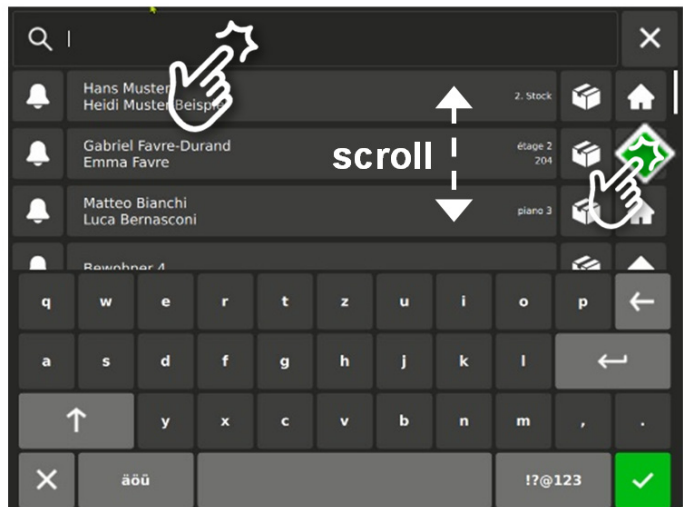 Hans Muster
Heidi Muster Beispiel
2. Stock
Gabriel Favre-Durand
Emma Favre
étage 2
204
scroll
Matteo Bianchi
Luca Bernasconi
piano 3
Bewohner 4
q w e r t z u i o p
a s d f g h j k l
y x c v b n m , .
äöü
!?@123